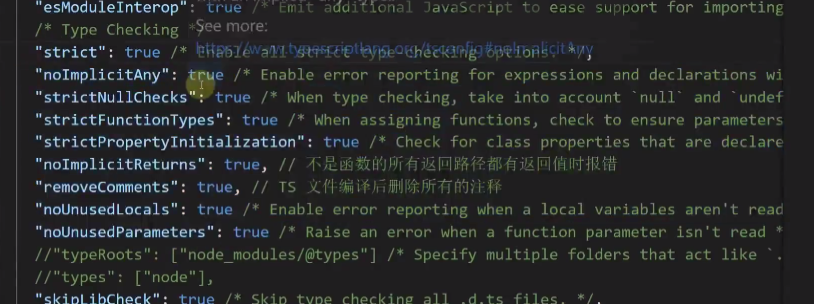 "esModuleInterop": true /* Emit additional JavaScript to ease support for importing
See more:
/* Type Checking */
https://www.typescriptlang.org/tsconfig#noImplicitAny
"strict": true /* Enable all strict type-checking options. */,
"noImplicitAny": true /* Enable error reporting for expressions and declarations wi
"strictNullChecks": true /* When type checking, take into account `null` and `undef
"strictFunctionTypes": true /* When assigning functions, check to ensure parameters
"strictPropertyInitialization": true /* Check for class properties that are declare
"noImplicitReturns": true, // 不是函数的所有返回路径都有返回值时报错
"removeComments": true, // TS 文件编译后删除所有的注释
"noUnusedLocals": true /* Enable error reporting when a local variables aren't read
"noUnusedParameters": true /* Raise an error when a function parameter isn't read *
//"typeRoots": ["node_modules/@types"] /* Specify multiple folders that act like `.
//"types": ["node"],
"skipLibCheck": true /* Skip type checking all .d.ts files. */,